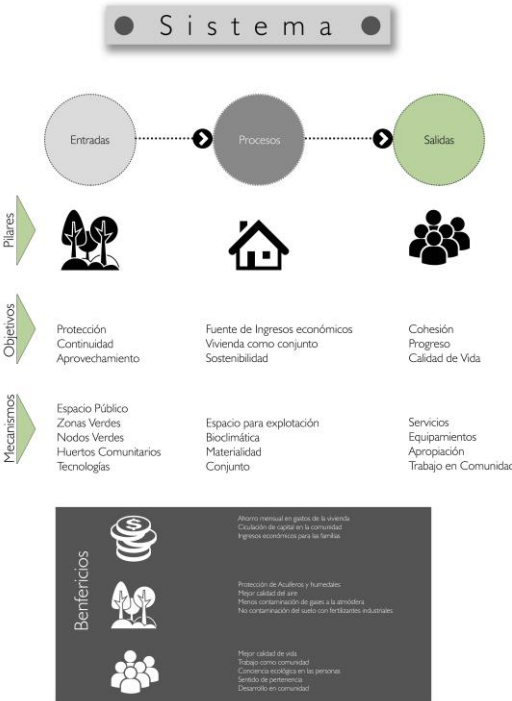 Sistema
Entradas
Procesos
Salidas
Pilares
Objetivos
Protección
Continuidad
Aprovechamiento
Fuente de Ingresos económicos
Vivienda como conjunto
Sostenibilidad
Cohesión
Progreso
Calidad de Vida
Mecanismos
Espacio Público
Zonas Verdes
Nodos Verdes
Huertos Comunitarios
Tecnologías
Espacio para explotación
Bioclimática
Materialidad
Conjunto
Servicios
Equipamientos
Apropiación
Trabajo en Comunidad
Benfericios
$
Ahorro mensual en gastos de la vivienda
Ciculación de capital en la comunidad
Ingresos económicos para las familias
Protección de Acuíferos y humedales
Mejor calidad del aire
Menos contaminación de gases a la atmósfera
No contaminación del suelo con fertilizantes industriales
Mejor calidad de vida
Trabajo como comunidad
Conciencia ecológica en las personas
Sentido de pertenencia
Desarrollo en comunidad